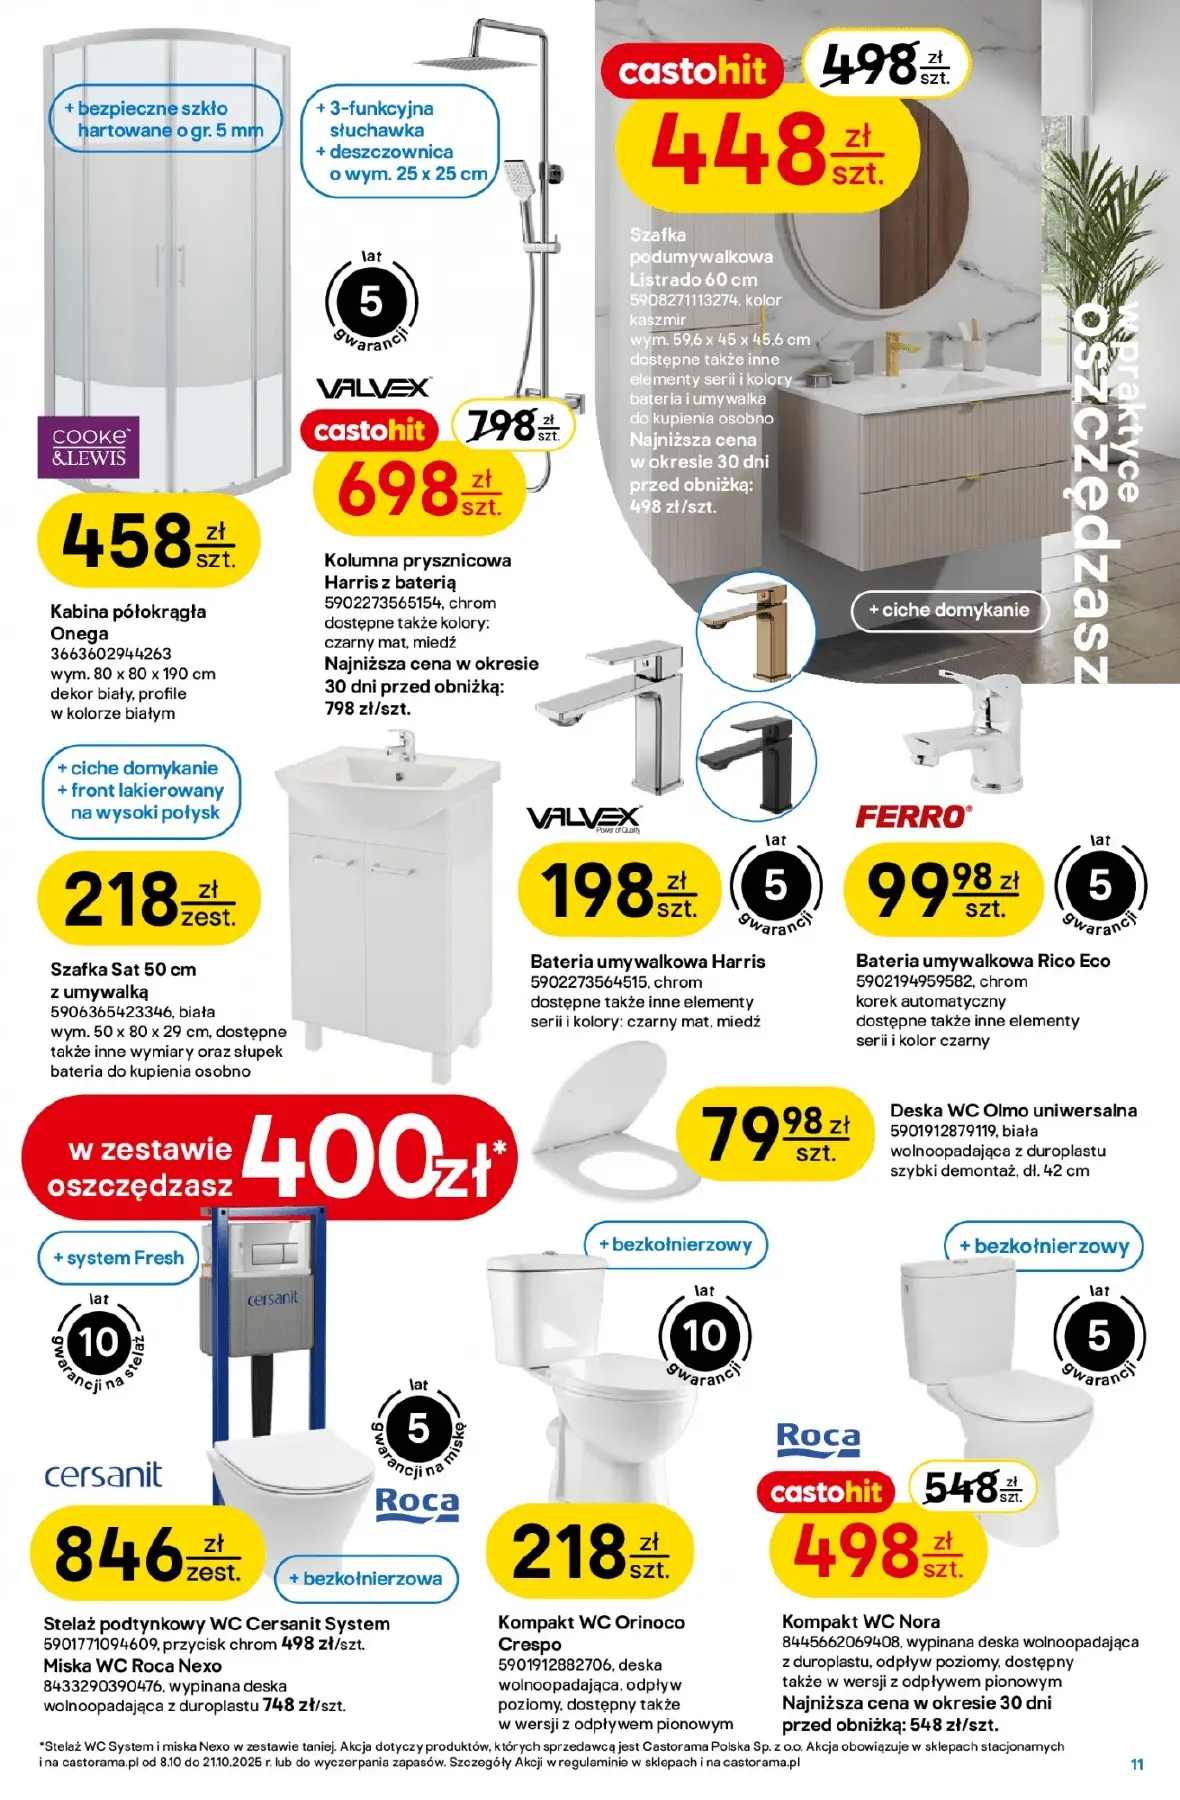 + bezpieczne szkło
hartowane o gr. 5 mm
+ 3-funkcyjna
słuchawka
+ deszczownica
o wym. 25 x 25 cm
lat
5
gwarancji
VALVEX
COOKE
&LEWIS
458 zł
szt.
Kabina półokrągła
Onega
3663602944263
wym. 80 x 80 x 190 cm
dekor biały, profile
w kolorze białym
castohit
798 zł
szt.
698 zł
szt.
Kolumna prysznicowa
Harris z baterią
5902273565154, chrom
dostępne także kolory:
czarny mat, miedź
Najniższa cena w okresie
30 dni przed obniżką:
798 zł/szt.
castohit
498 zł
szt.
448 zł
szt.
Szafka
podumywalkowa
Listrado 60 cm
5908271113274, kolor
kaszmir
wym. 59,6 x 45 x 45,6 cm
dostępne także inne
elementy serii i kolory
bateria i umywalka
do kupienia osobno
Najniższa cena
w okresie 30 dni
przed obniżką:
498 zł/szt.
w praktyce
oszczędzasz
+ ciche domykanie
+ ciche domykanie
+ front lakierowany
na wysoki połysk
218 zł
zest.
Szafka Sat 50 cm
z umywalką
5906365423346, biała
wym. 50 x 80 x 29 cm, dostępne
także inne wymiary oraz słupek
bateria do kupienia osobno
VALVEX
Power of Quality
198 zł
szt.
lat
5
gwarancji
Bateria umywalkowa Harris
5902273564515, chrom
dostępne także inne elementy
serii i kolory: czarny mat, miedź
FERRO®
99 98 zł
szt.
lat
5
gwarancji
Bateria umywalkowa Rico Eco
5902194959582, chrom
korek automatyczny
dostępne także inne elementy
serii i kolor czarny
79 98 zł
szt.
Deska WC Olmo uniwersalna
5901912879119, biała
wolnoopadająca z duroplastu
szybki demontaż, dł. 42 cm
w zestawie
oszczędzasz
400 zł*
+ system Fresh
lat
10
gwarancji na stelaż
cersanit
lat
5
gwarancji na miskę
cersanit
Roca
846 zł
zest.
+ bezkołnierzowa
Stelaż podtynkowy WC Cersanit System
5901771094609, przycisk chrom 498 zł/szt.
Miska WC Roca Nexo
8433290390476, wypinana deska
wolnoopadająca z duroplastu 748 zł/szt.
+ bezkołnierzowy
lat
10
gwarancji
218 zł
szt.
Kompakt WC Orinoco
Crespo
5901912882706, deska
wolnoopadająca, odpływ
poziomy, dostępny także
w wersji z odpływem pionowym
+ bezkołnierzowy
lat
5
gwarancji
Roca
castohit
548 zł
szt.
498 zł
szt.
Kompakt WC Nora
8445662069408, wypinana deska wolnoopadająca
z duroplastu, odpływ poziomy, dostępny
także w wersji z odpływem pionowym
Najniższa cena w okresie 30 dni
przed obniżką: 548 zł/szt.
*Stelaż WC System i miska Nexo w zestawie taniej. Akcja dotyczy produktów, których sprzedawcą jest Castorama Polska Sp. z o.o. Akcja obowiązuje w sklepach stacjonarnych
i na castorama.pl od 8.10 do 21.10.2025 r. lub do wyczerpania zapasów. Szczegóły Akcji w regulaminie w sklepach i na castorama.pl
11